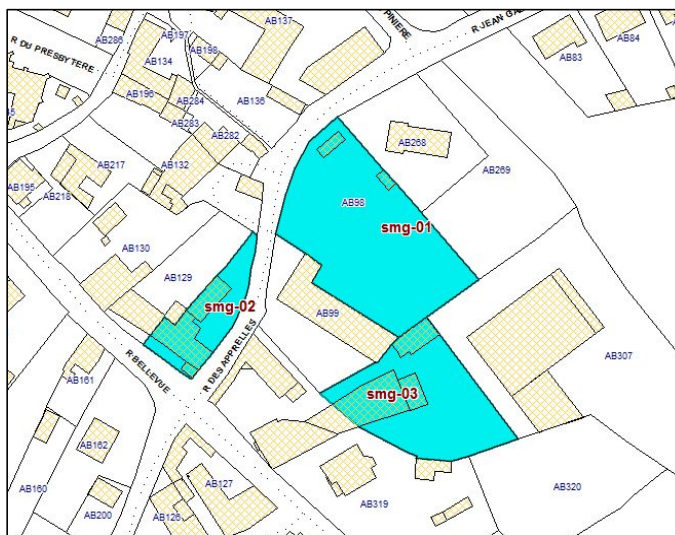 AB137
PINIERE
R JEAN GA
AB84
AB83
AB197
AB286
AB198
R DU PRESBYTERE
AB134
AB196
AB284
AB136
AB283
AB282
AB268
AB217
AB132
AB269
AB195
AB218
AB98
smg-01
AB130
AB129
smg-02
AB99
R DES APPRELLES
R BELLEVUE
AB307
AB161
smg-03
AB162
AB160
AB127
AB319
AB320
AB200
AB126